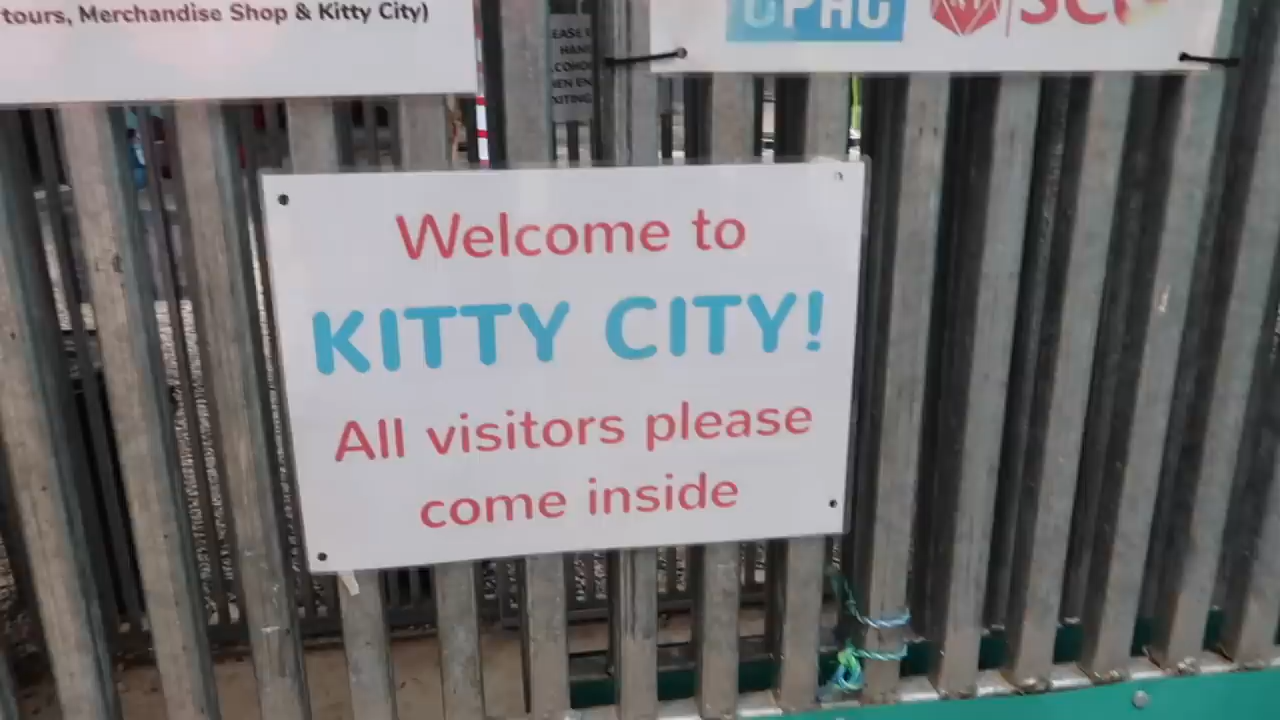 tours, Merchandise Shop & Kitty City)
Welcome to
KITTY CITY!
All visitors please
come inside